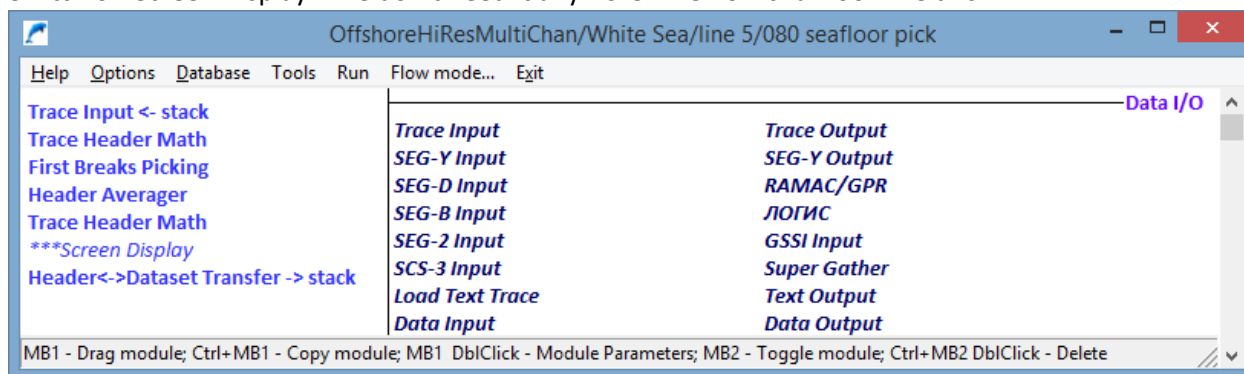 OffshoreHiResMultiChan/White Sea/line 5/080 seafloor pick
Help Options Database Tools Run Flow mode... Exit
Data I/O
Trace Input <- stack
Trace Header Math
First Breaks Picking
Header Averager
Trace Header Math
***Screen Display
Header<->Dataset Transfer -> stack
Trace Input Trace Output
SEG-Y Input SEG-Y Output
SEG-D Input RAMAC/GPR
SEG-B Input ЛОГИС
SEG-2 Input GSSI Input
SCS-3 Input Super Gather
Load Text Trace Text Output
Data Input Data Output
MB1 - Drag module; Ctrl+MB1 - Copy module; MB1 DblClick - Module Parameters; MB2 - Toggle module; Ctrl+MB2 DblClick - Delete